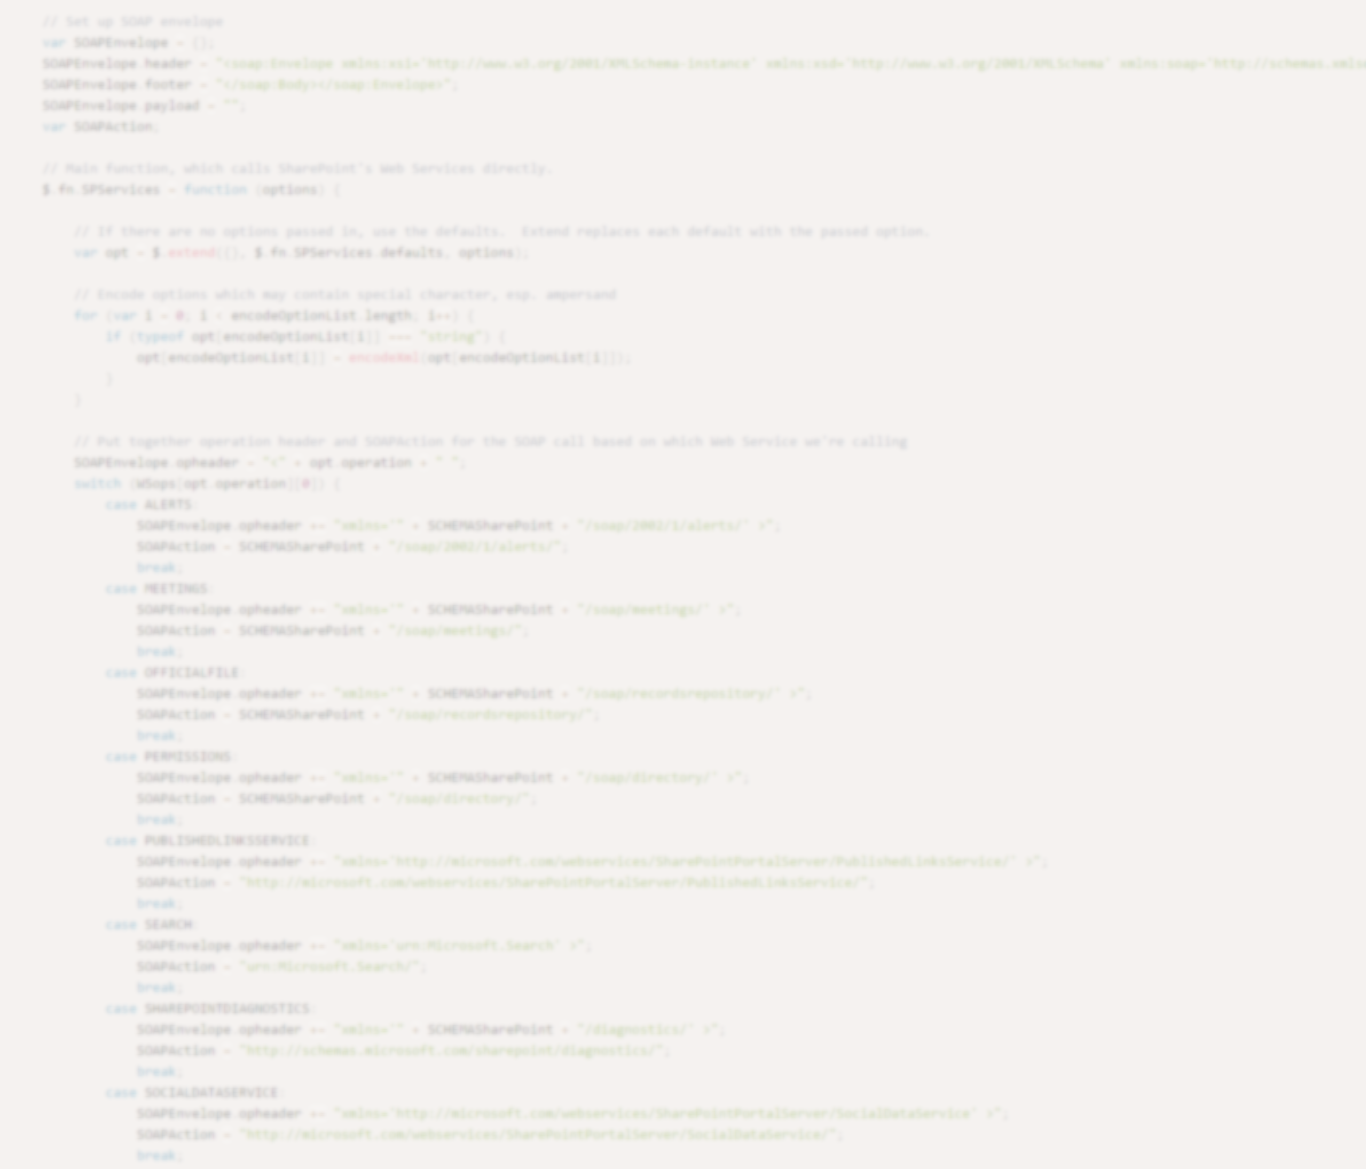 // Set up SOAP envelope
var SOAPEnvelope = {};
SOAPEnvelope.header = "<soap:Envelope xmlns:xsi='http://www.w3.org/2001/XMLSchema-instance' xmlns:xsd='http://www.w3.org/2001/XMLSchema' xmlns:soap='http://schemas.xmls
SOAPEnvelope.footer = "</soap:Body></soap:Envelope>";
SOAPEnvelope.payload = "";
var SOAPAction;
// Main function, which calls SharePoint's Web Services directly.
$.fn.SPServices = function (options) {
// If there are no options passed in, use the defaults.  Extend replaces each default with the passed option.
var opt = $.extend({}, $.fn.SPServices.defaults, options);
// Encode options which may contain special character, esp. ampersand
for (var i = 0; i < encodeOptionList.length; i++) {
if (typeof opt[encodeOptionList[i]] === "string") {
opt[encodeOptionList[i]] = encodeXml(opt[encodeOptionList[i]]);
}
}
// Put together operation header and SOAPAction for the SOAP call based on which Web Service we're calling
SOAPEnvelope.opheader = "<" + opt.operation + " ";
switch (WSops[opt.operation][0]) {
case ALERTS:
SOAPEnvelope.opheader += "xmlns='" + SCHEMASharePoint + "/soap/2002/1/alerts/' >";
SOAPAction = SCHEMASharePoint + "/soap/2002/1/alerts/";
break;
case MEETINGS:
SOAPEnvelope.opheader += "xmlns='" + SCHEMASharePoint + "/soap/meetings/' >";
SOAPAction = SCHEMASharePoint + "/soap/meetings/";
break;
case OFFICIALFILE:
SOAPEnvelope.opheader += "xmlns='" + SCHEMASharePoint + "/soap/recordsrepository/' >";
SOAPAction = SCHEMASharePoint + "/soap/recordsrepository/";
break;
case PERMISSIONS:
SOAPEnvelope.opheader += "xmlns='" + SCHEMASharePoint + "/soap/directory/' >";
SOAPAction = SCHEMASharePoint + "/soap/directory/";
break;
case PUBLISHEDLINKSSERVICE:
SOAPEnvelope.opheader += "xmlns='http://microsoft.com/webservices/SharePointPortalServer/PublishedLinksService/' >";
SOAPAction = "http://microsoft.com/webservices/SharePointPortalServer/PublishedLinksService/";
break;
case SEARCH:
SOAPEnvelope.opheader += "xmlns='urn:Microsoft.Search' >";
SOAPAction = "urn:Microsoft.Search/";
break;
case SHAREPOINTDIAGNOSTICS:
SOAPEnvelope.opheader += "xmlns='" + SCHEMASharePoint + "/diagnostics/' >";
SOAPAction = "http://schemas.microsoft.com/sharepoint/diagnostics/";
break;
case SOCIALDATASERVICE:
SOAPEnvelope.opheader += "xmlns='http://microsoft.com/webservices/SharePointPortalServer/SocialDataService' >";
SOAPAction = "http://microsoft.com/webservices/SharePointPortalServer/SocialDataService/";
break;